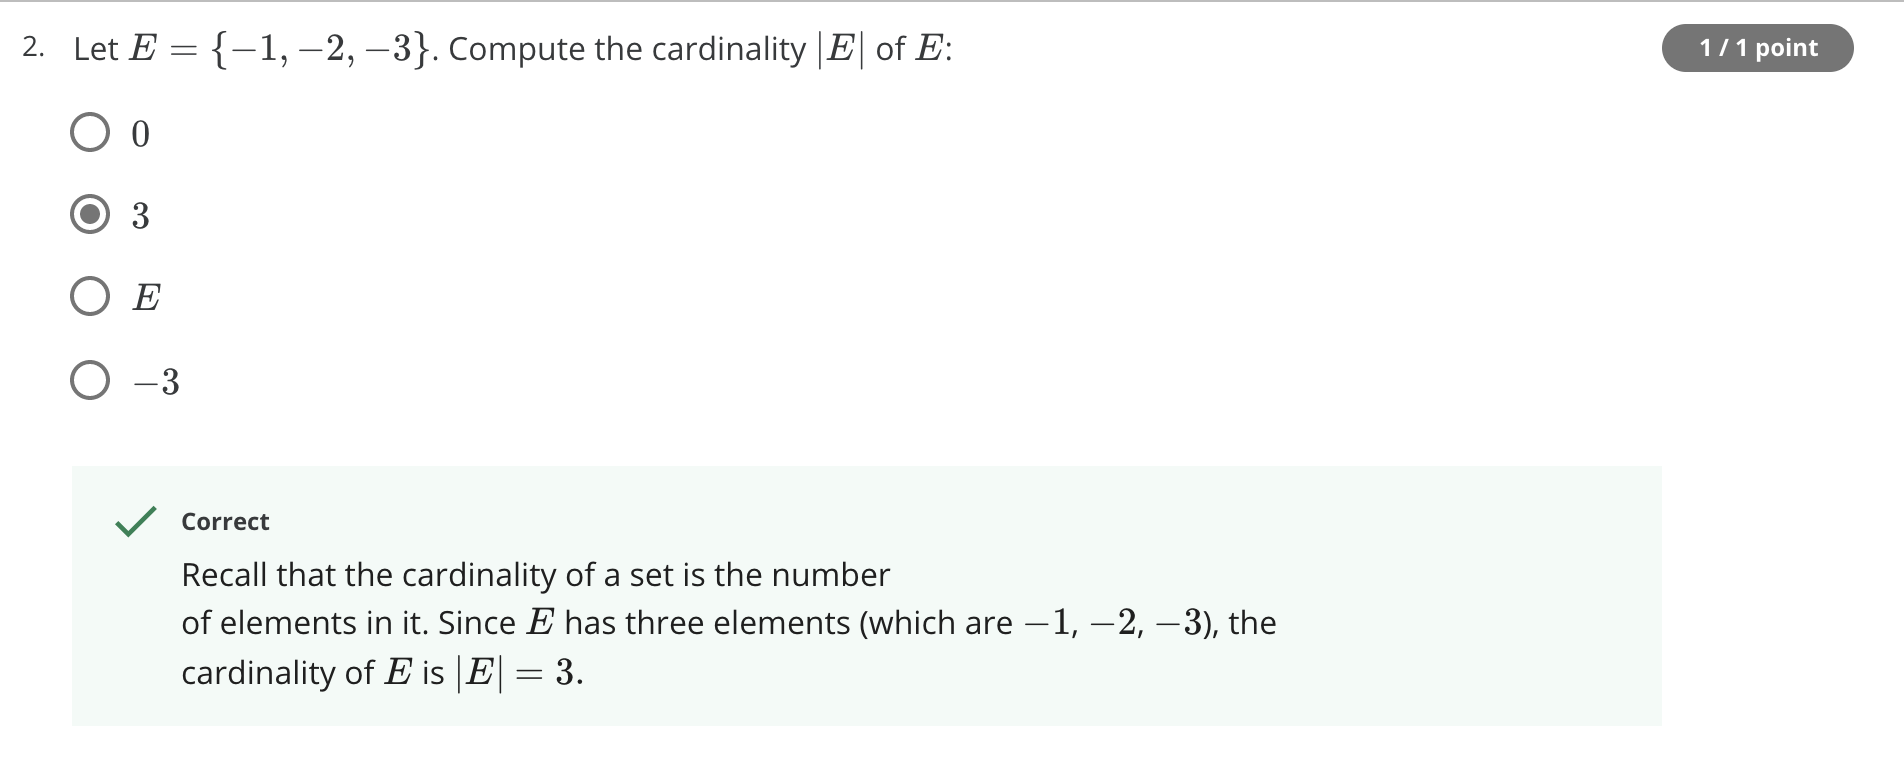 2. Let E = {−1, −2, −3}. Compute the cardinality |E| of E:
1 / 1 point
0
3
E
−3
Correct
Recall that the cardinality of a set is the number
of elements in it. Since E has three elements (which are −1, −2, −3), the
cardinality of E is |E| = 3.